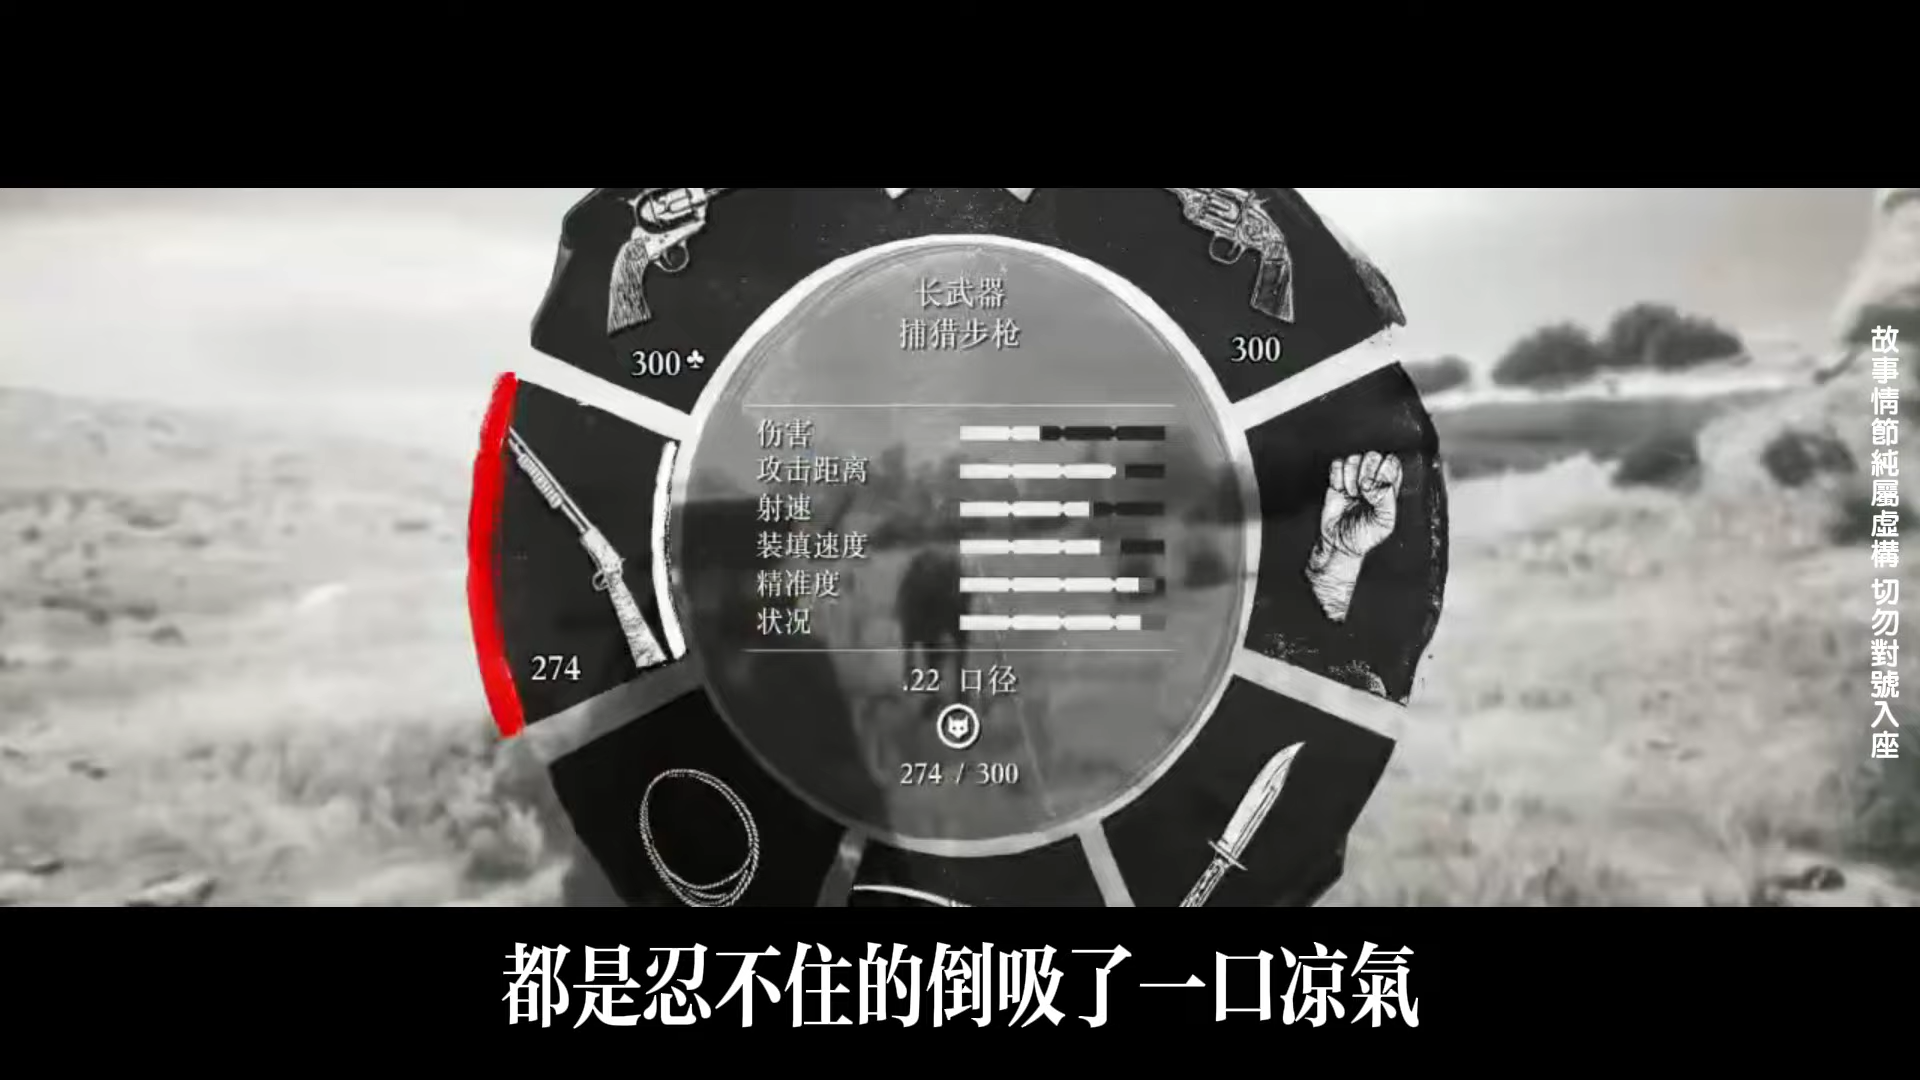 长武器
捕猎步枪
300♣
300
伤害
攻击距离
射速
装填速度
精准度
状况
274
.22 口径
274 / 300
故事情節純屬虛構 切勿對號入座
都是忍不住的倒吸了一口凉氣